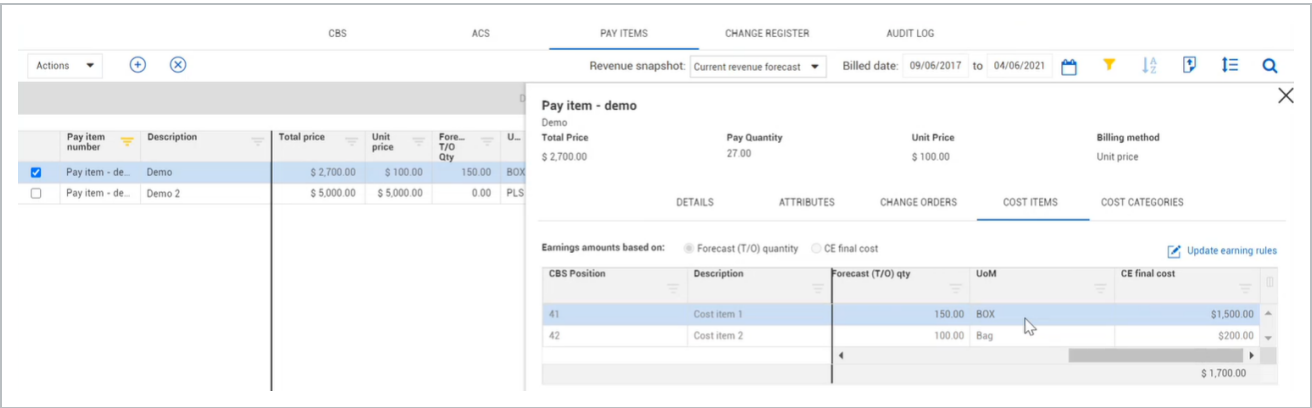 CBS ACS PAY ITEMS CHANGE REGISTER AUDIT LOG
Actions Revenue snapshot: Current revenue forecast Billed date: 09/06/2017 to 04/06/2021
Pay item - demo
Demo
Total Price Pay Quantity Unit Price Billing method
$ 2,700.00 27.00 $ 100.00 Unit price
Pay item number Description Total price Unit price Fore... T/O Qty U...
Pay item - de... Demo $ 2,700.00 $ 100.00 150.00 BOX
Pay item - de... Demo 2 $ 5,000.00 $ 5,000.00 0.00 PLS
DETAILS ATTRIBUTES CHANGE ORDERS COST ITEMS COST CATEGORIES
Earnings amounts based on: Forecast (T/O) quantity CE final cost Update earning rules
CBS Position Description Forecast (T/O) qty UoM CE final cost
41 Cost item 1 150.00 BOX $1,500.00
42 Cost item 2 100.00 Bag $200.00
$ 1,700.00